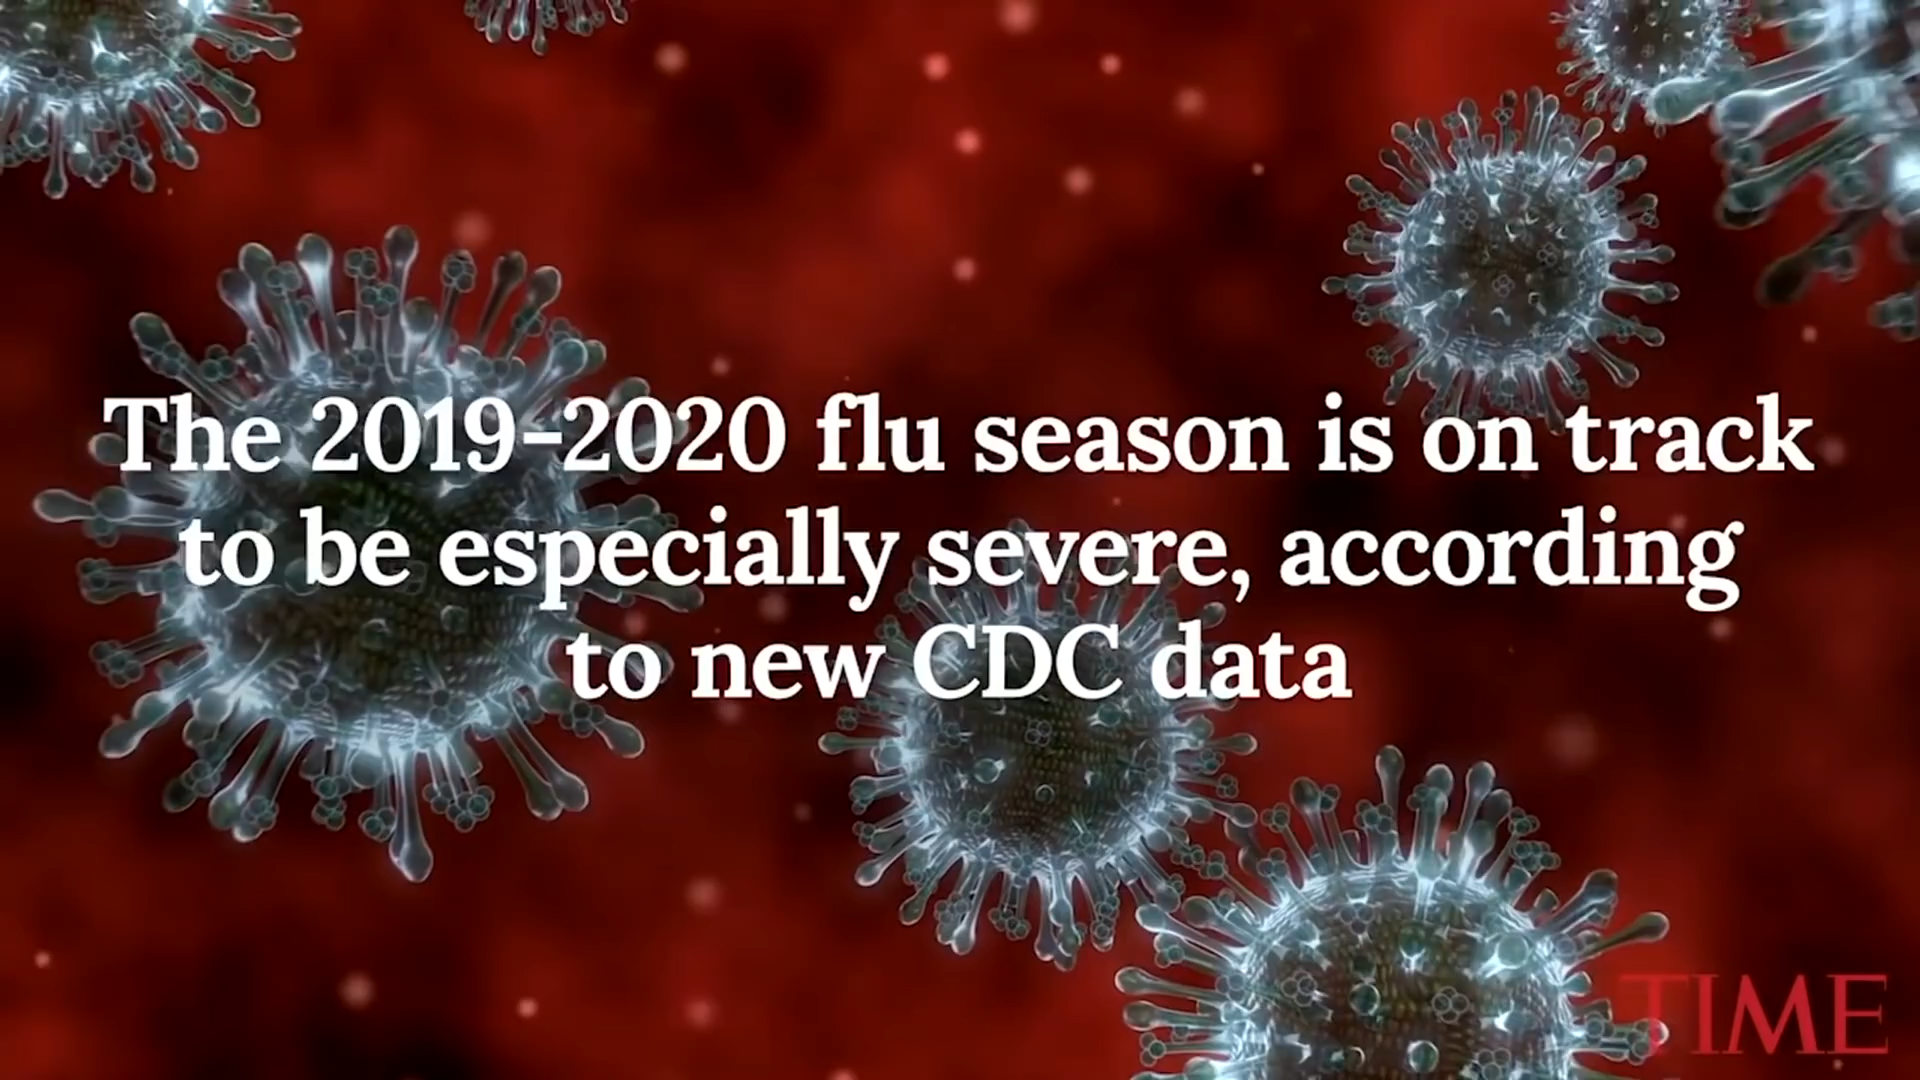 The 2019-2020 flu season is on track
to be especially severe, according
to new CDC data
TIME